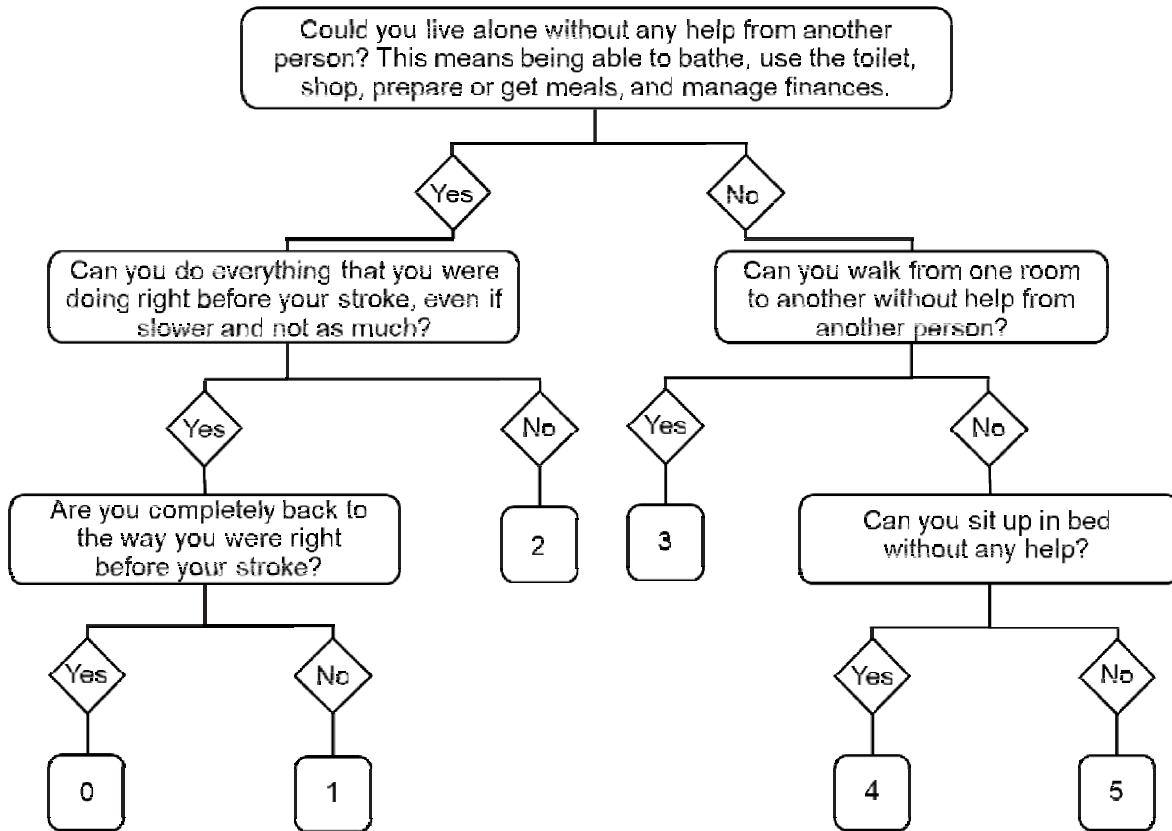 Could you live alone without any help from another
person? This means being able to bathe, use the toilet,
shop, prepare or get meals, and manage finances.
Yes
No
Can you do everything that you were
doing right before your stroke, even if
slower and not as much?
Can you walk from one room
to another without help from
another person?
Yes
No
Yes
No
Are you completely back to
the way you were right
before your stroke?
2
3
Can you sit up in bed
without any help?
Yes
No
Yes
No
0
1
4
5